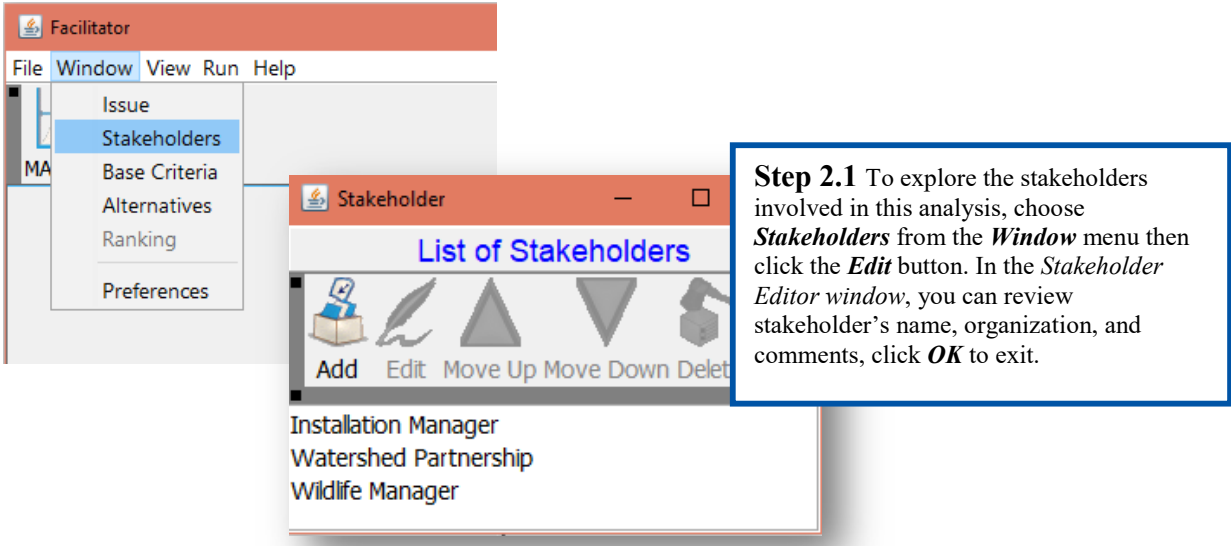 Facilitator
File Window View Run Help
Issue
Stakeholders
MA
Base Criteria
Alternatives
Ranking
Preferences
Stakeholder
List of Stakeholders
Add Edit Move Up Move Down Delet
Installation Manager
Watershed Partnership
Wildlife Manager
Step 2.1 To explore the stakeholders
involved in this analysis, choose
Stakeholders from the Window menu then
click the Edit button. In the Stakeholder
Editor window, you can review
stakeholder’s name, organization, and
comments, click OK to exit.